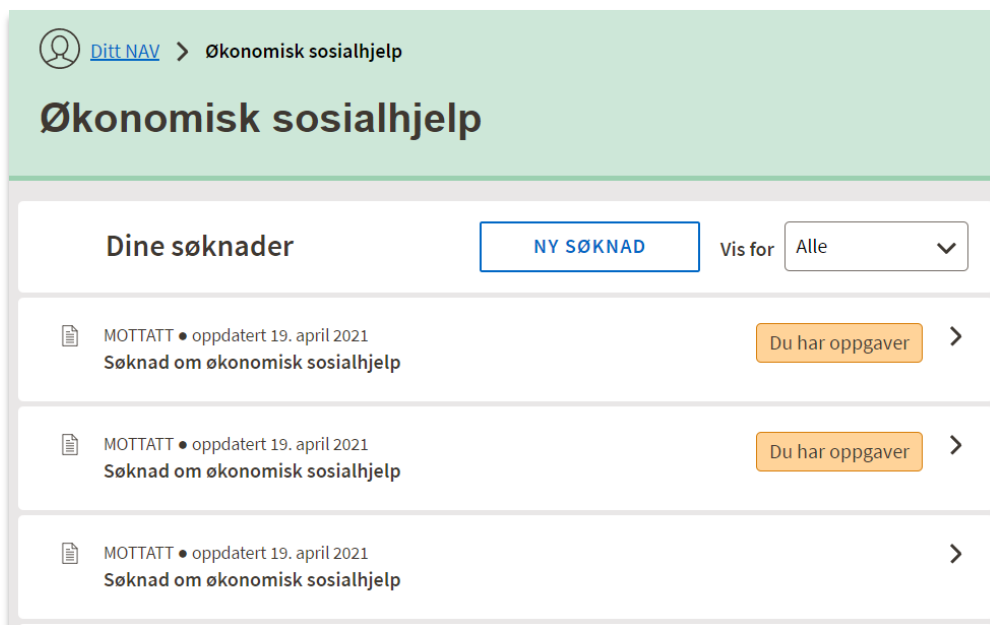 Ditt NAV > Økonomisk sosialhjelp
Økonomisk sosialhjelp
Dine søknader NY SØKNAD Vis for Alle
MOTTATT ● oppdatert 19. april 2021
Søknad om økonomisk sosialhjelp
Du har oppgaver
MOTTATT ● oppdatert 19. april 2021
Søknad om økonomisk sosialhjelp
Du har oppgaver
MOTTATT ● oppdatert 19. april 2021
Søknad om økonomisk sosialhjelp